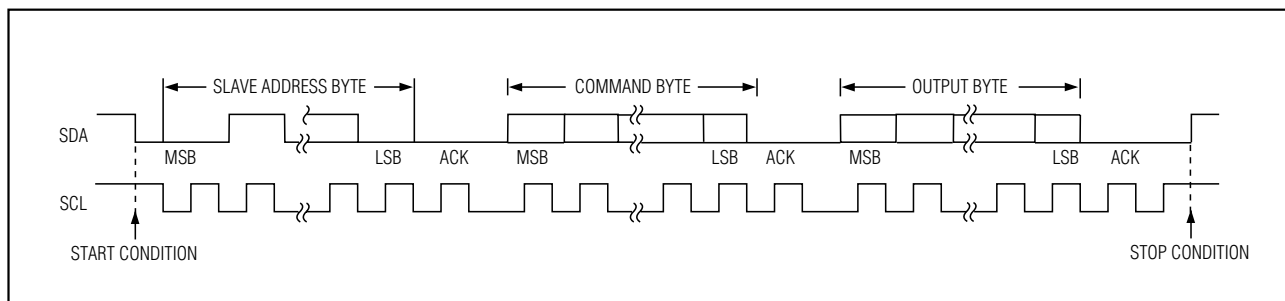 SLAVE ADDRESS BYTE COMMAND BYTE OUTPUT BYTE
SDA
MSB LSB ACK MSB LSB ACK MSB LSB ACK
SCL
START CONDITION STOP CONDITION